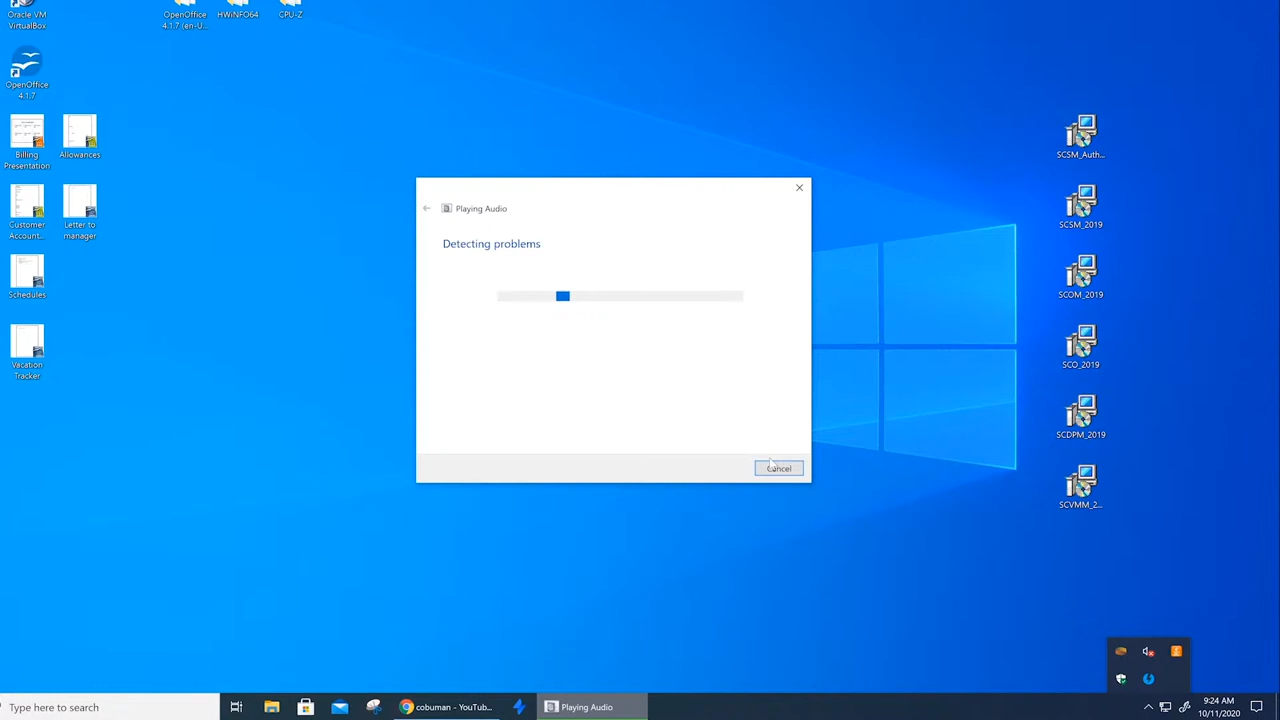 Oracle VM
VirtualBox
OpenOffice
4.1.7 (en-U...
HWiNFO64
CPU-Z
OpenOffice
4.1.7
Billing
Presentation
Allowances
Customer
Account...
Letter to
manager
Schedules
Vacation
Tracker
Playing Audio
Detecting problems
Cancel
SCSM_Auth...
SCSM_2019
SCOM_2019
SCO_2019
SCDPM_2019
SCVMM_2...
Type here to search
cobuman - YouTub...
Playing Audio
9:24 AM
10/11/2020